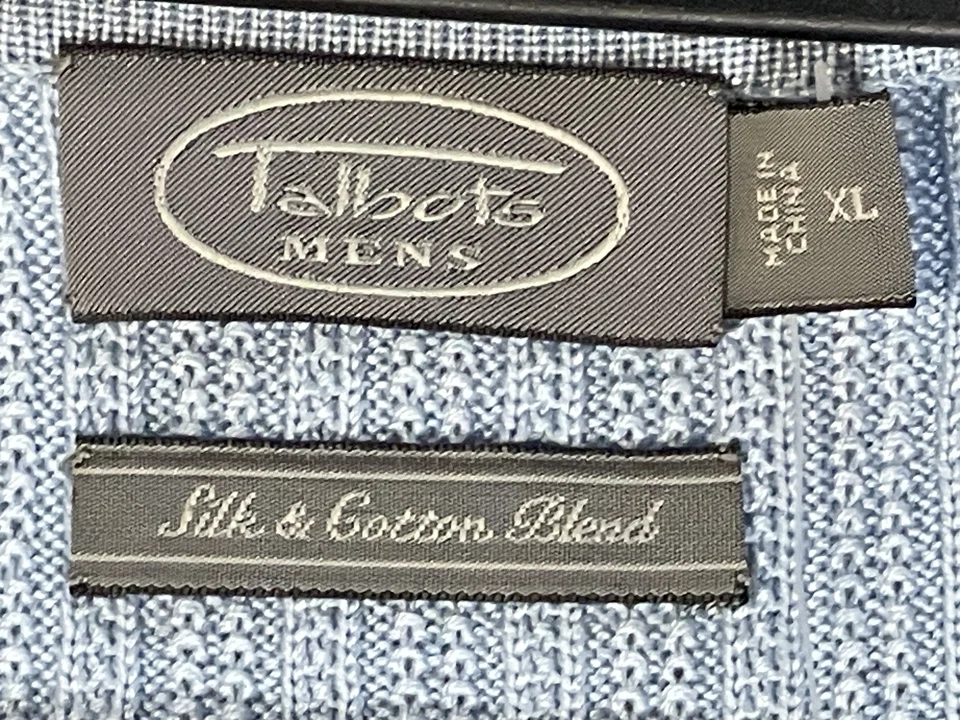 Talbots
MENS
MADE IN
CHINA
XL
Silk & Cotton Blend